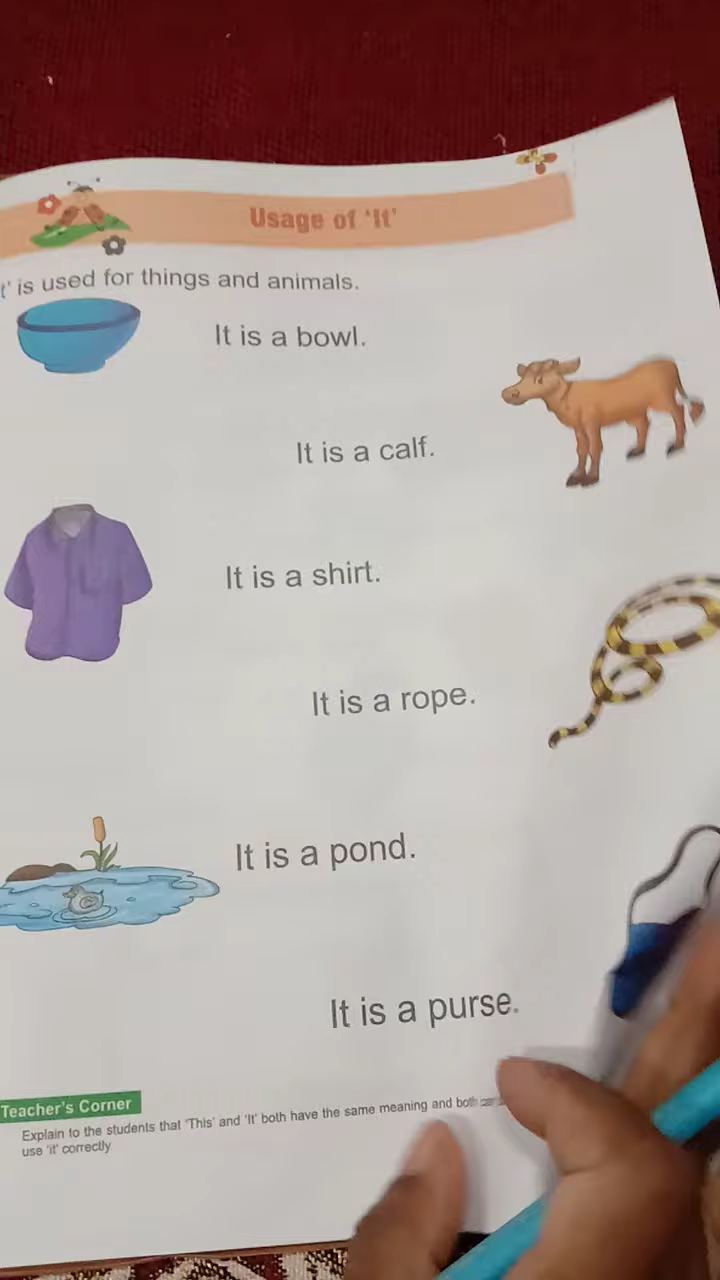 Usage of 'It'
t' is used for things and animals.
It is a bowl.
It is a calf.
It is a shirt.
It is a rope.
It is a pond.
It is a purse.
Teacher's Corner
Explain to the students that 'This' and 'It' both have the same meaning and both
use 'it' correctly